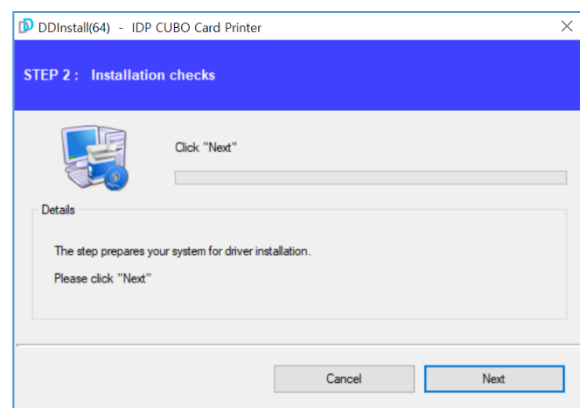 DDInstall(64) - IDP CUBO Card Printer
STEP 2 : Installation checks
Click "Next"
Details
The step prepares your system for driver installation.
Please click "Next"
Cancel
Next